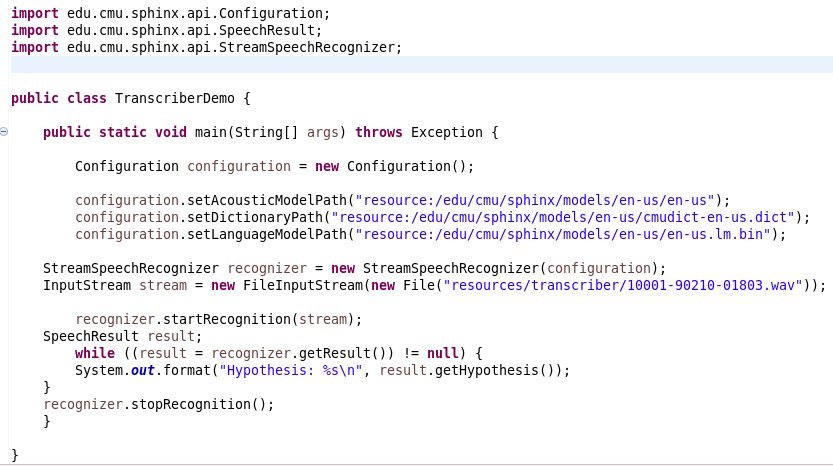 import edu.cmu.sphinx.api.Configuration;
import edu.cmu.sphinx.api.SpeechResult;
import edu.cmu.sphinx.api.StreamSpeechRecognizer;
public class TranscriberDemo {
public static void main(String[] args) throws Exception {
Configuration configuration = new Configuration();
configuration.setAcousticModelPath("resource:/edu/cmu/sphinx/models/en-us/en-us");
configuration.setDictionaryPath("resource:/edu/cmu/sphinx/models/en-us/cmudict-en-us.dict");
configuration.setLanguageModelPath("resource:/edu/cmu/sphinx/models/en-us/en-us.lm.bin");
StreamSpeechRecognizer recognizer = new StreamSpeechRecognizer(configuration);
InputStream stream = new FileInputStream(new File("resources/transcriber/10001-90210-01803.wav"));
recognizer.startRecognition(stream);
SpeechResult result;
while ((result = recognizer.getResult()) != null) {
System.out.format("Hypothesis: %s\n", result.getHypothesis());
}
recognizer.stopRecognition();
}
}